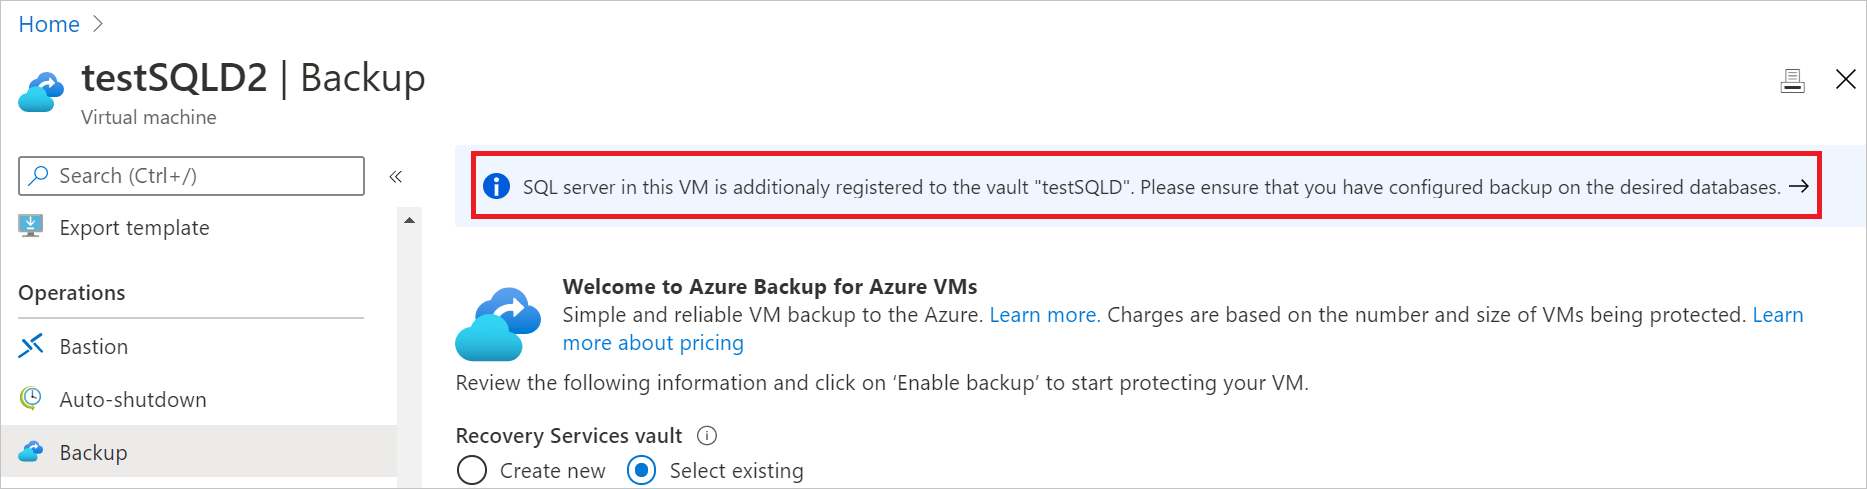 Home >
testSQLD2 | Backup
Virtual machine
Search (Ctrl+/)
«
Export template
Operations
Bastion
Auto-shutdown
Backup
SQL server in this VM is additionaly registered to the vault "testSQLD". Please ensure that you have configured backup on the desired databases. →
Welcome to Azure Backup for Azure VMs
Simple and reliable VM backup to the Azure. Learn more. Charges are based on the number and size of VMs being protected. Learn
more about pricing
Review the following information and click on ‘Enable backup’ to start protecting your VM.
Recovery Services vault
Create new Select existing